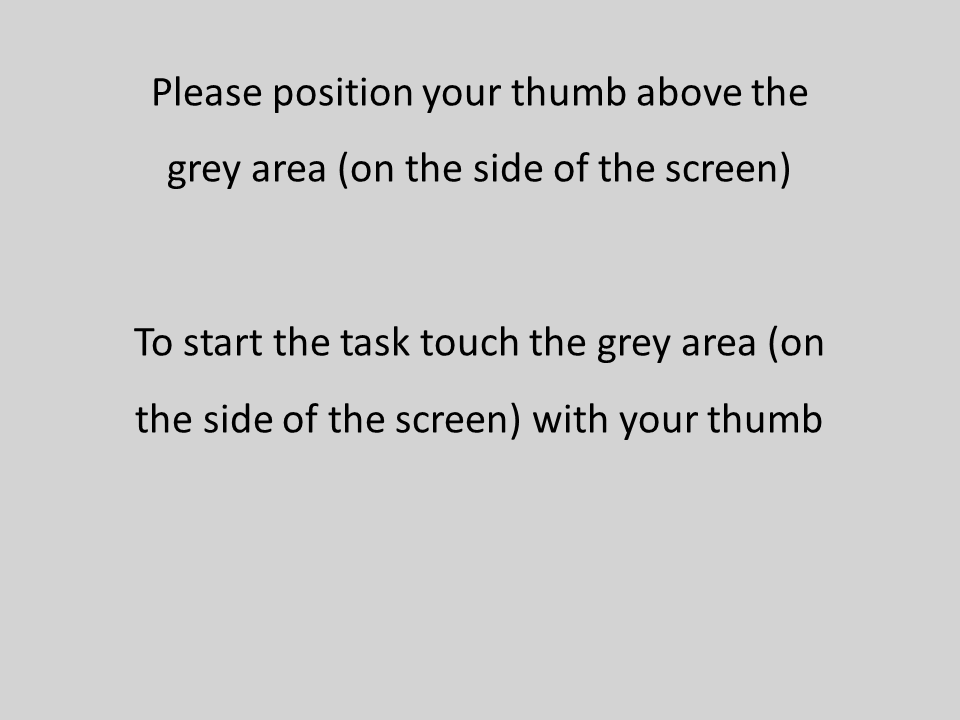 Please position your thumb above the
grey area (on the side of the screen)
To start the task touch the grey area (on
the side of the screen) with your thumb